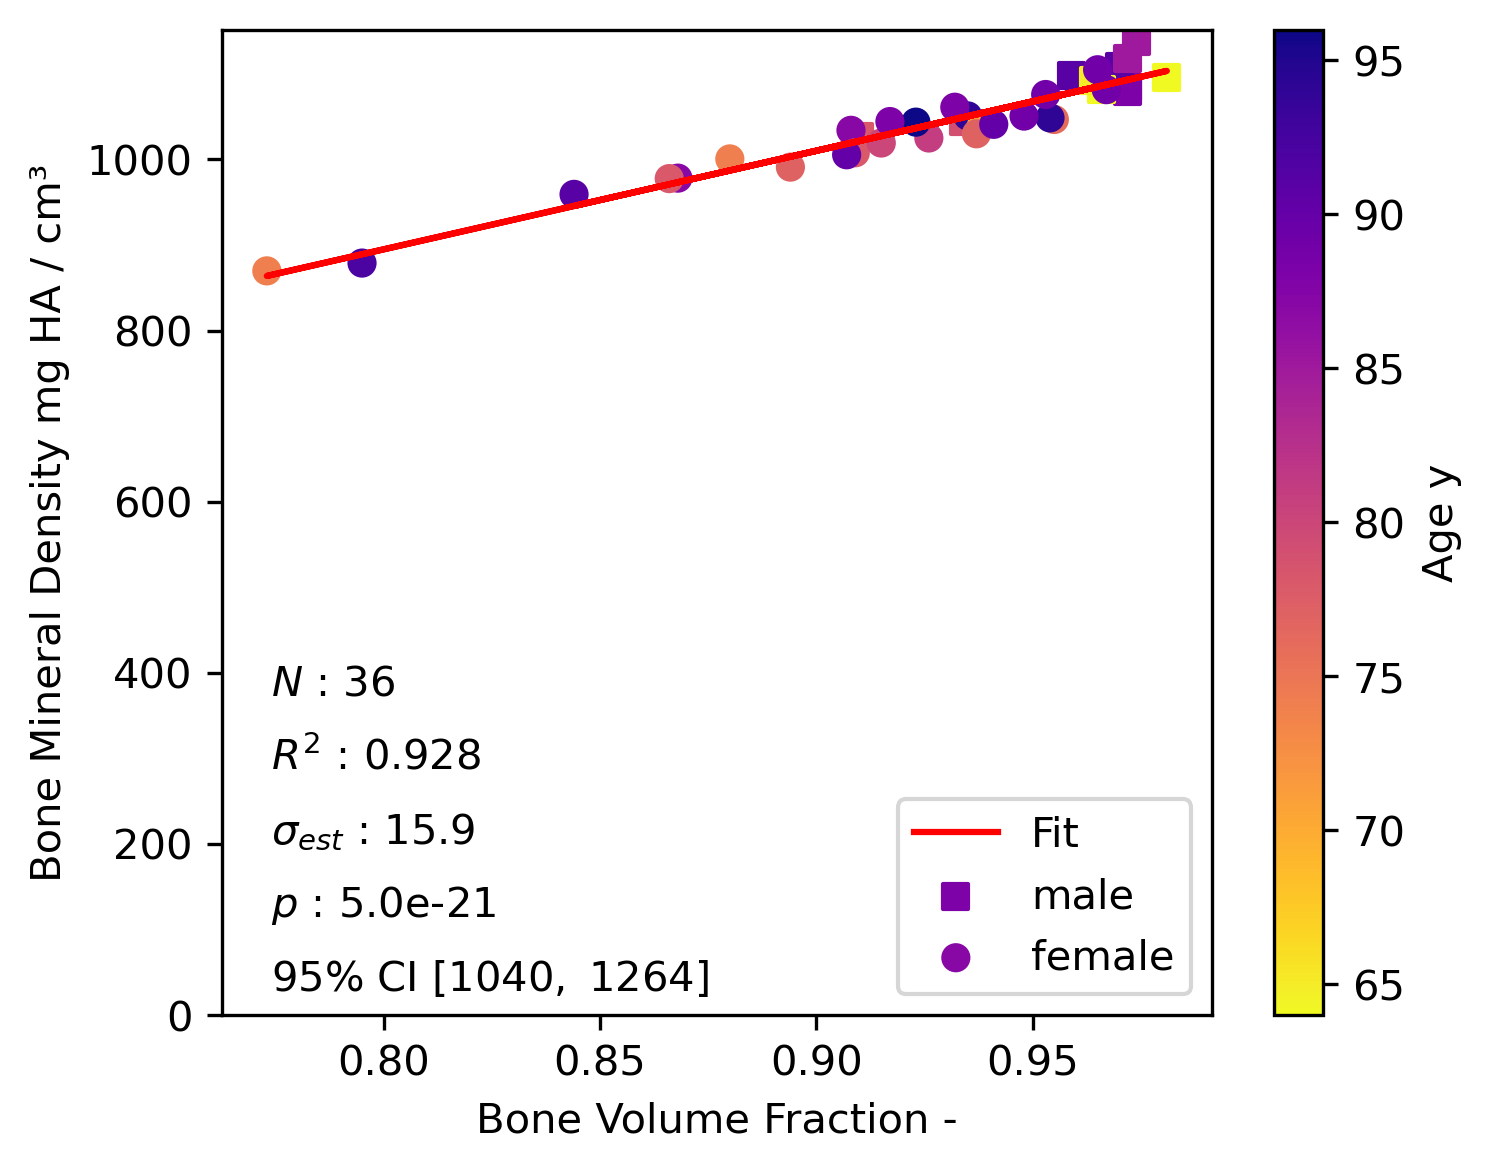 Bone Mineral Density mg HA / cm³
1000
800
600
400
200
0
N : 36
R² : 0.928
σest : 15.9
p : 5.0e-21
95% CI [1040, 1264]
Fit
male
female
0.80
0.85
0.90
0.95
Bone Volume Fraction -
95
90
85
80
75
70
65
Age y